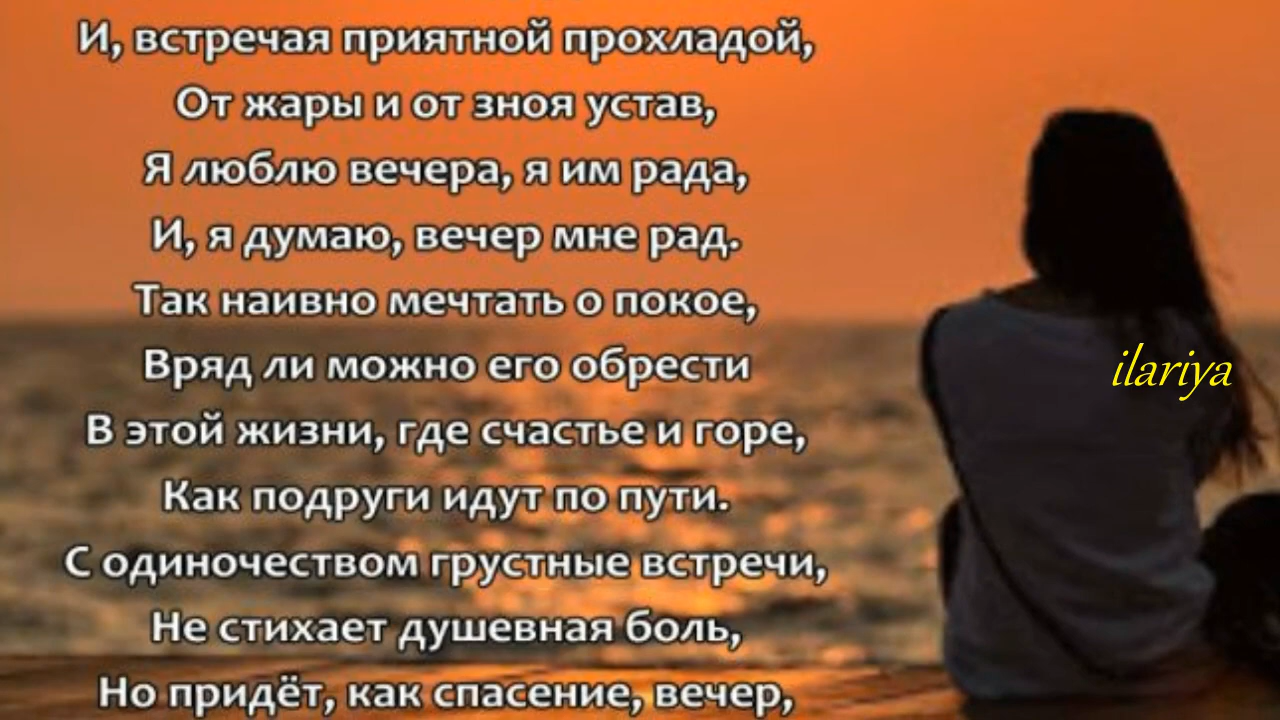 И, встречая приятной прохладой,
От жары и от зноя устав,
Я люблю вечера, я им рада,
И, я думаю, вечер мне рад.
Так наивно мечтать о покое,
Вряд ли можно его обрести
В этой жизни, где счастье и горе,
Как подруги идут по пути.
С одиночеством грустные встречи,
Не стихает душевная боль,
Но придёт, как спасение, вечер,
ilariya